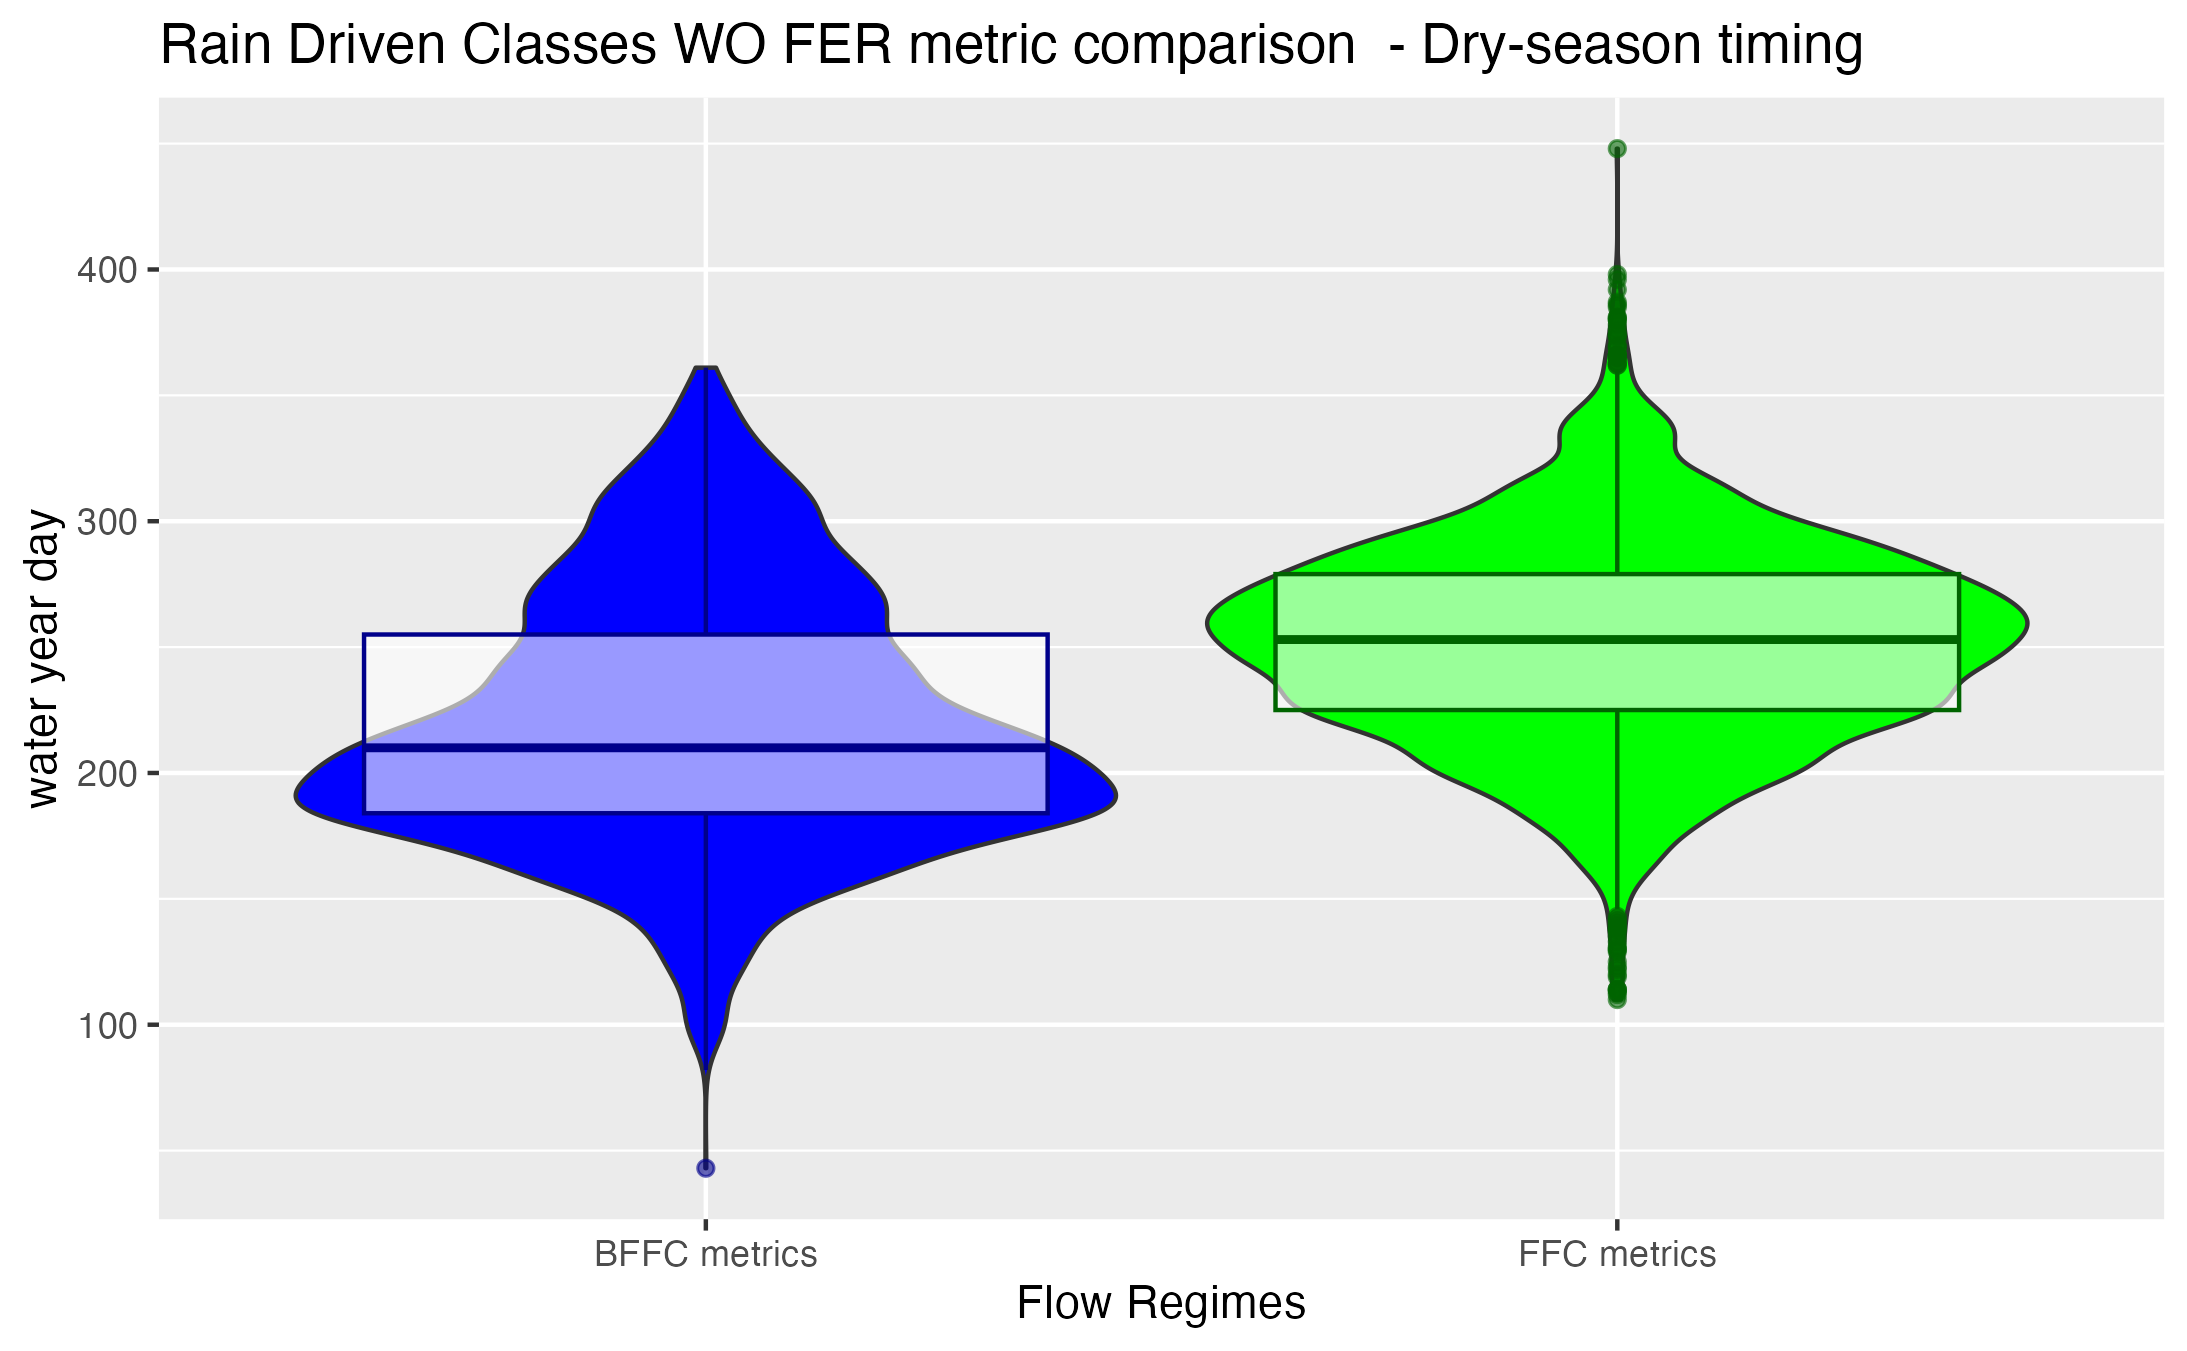 Rain Driven Classes WO FER metric comparison  - Dry-season timing
water year day
400
300
200
100
BFFC metrics
FFC metrics
Flow Regimes